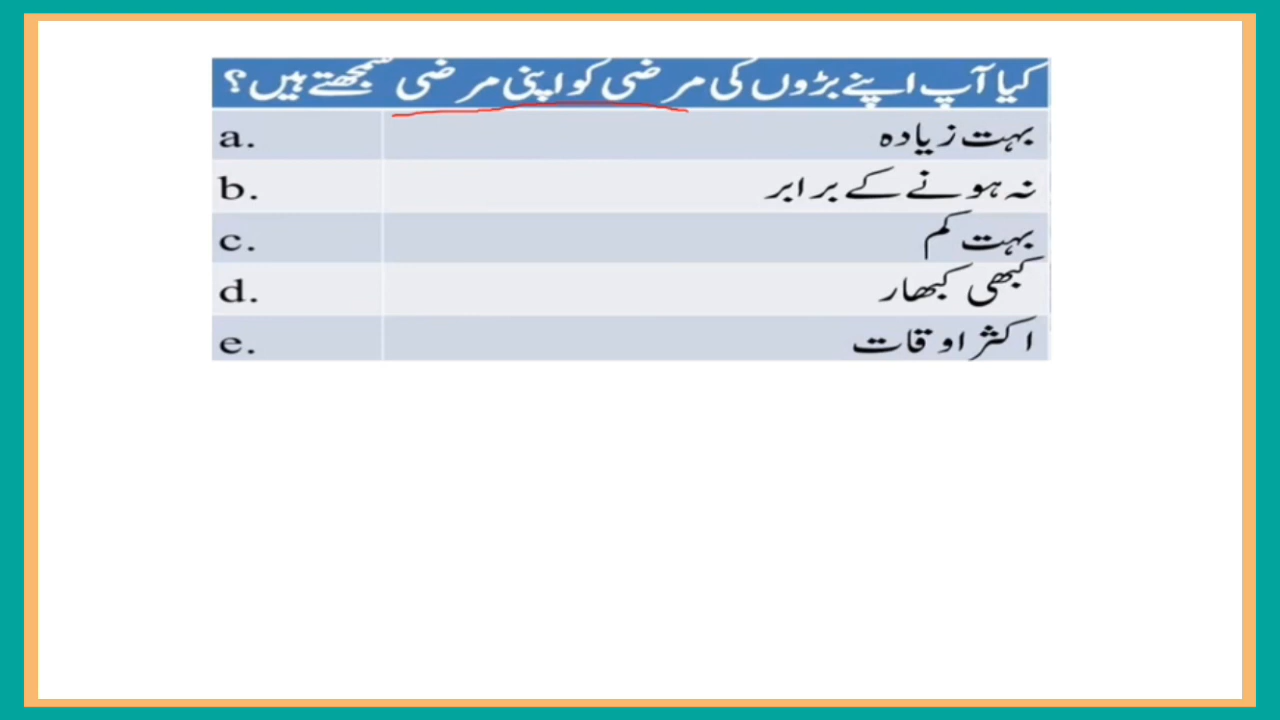 کیا آپ اپنے بڑوں کی مرضی کو اپنی مرضی سمجھتے ہیں؟
a. بہت زیادہ
b. نہ ہونے کے برابر
c. بہت کم
d. کبھی کبھار
e. اکثر اوقات